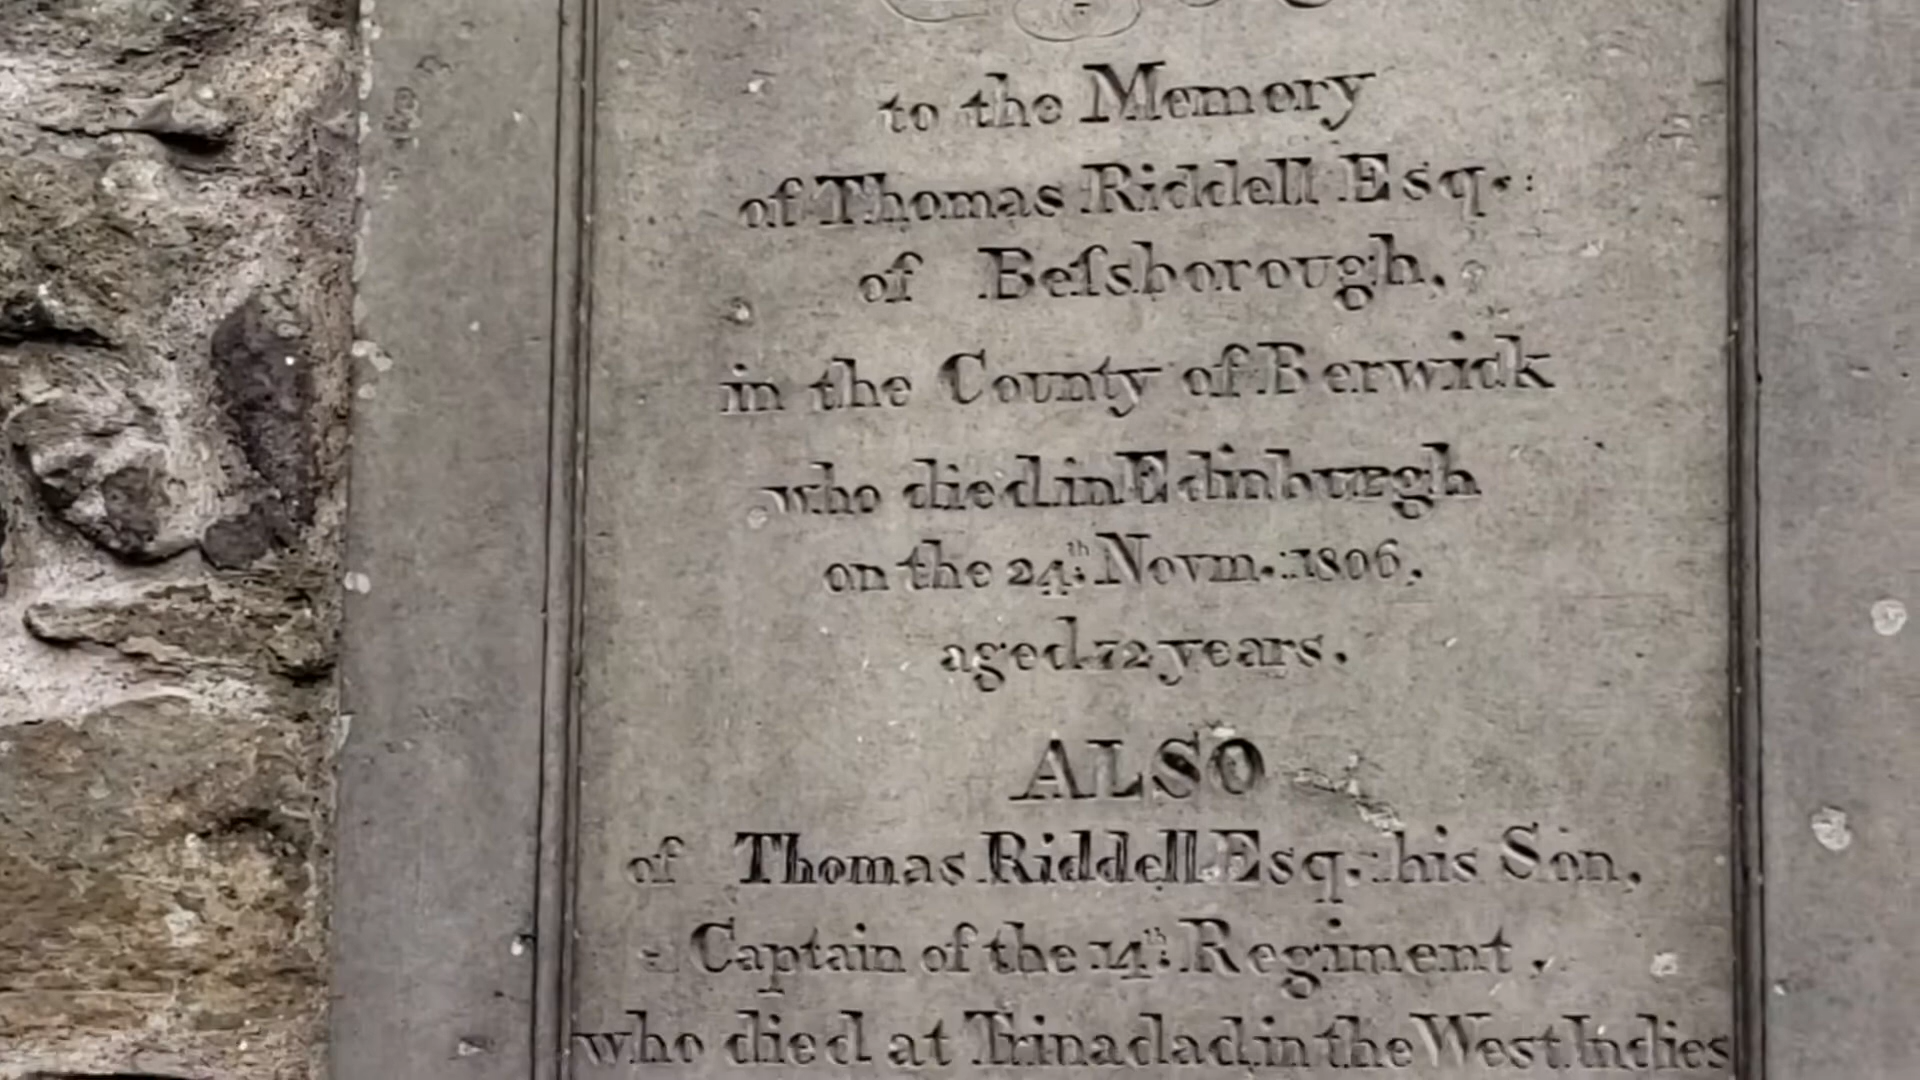 to the Memory
of Thomas Riddell Esq.:
of Beſsborough,
in the County of Berwick
who died in Edinburgh
on the 24th. Novm.: 1806,
aged 72 years.
ALSO
of Thomas Riddell Esq.: his Son,
Captain of the 14th. Regiment,
who died at Trinadad in the West Indies